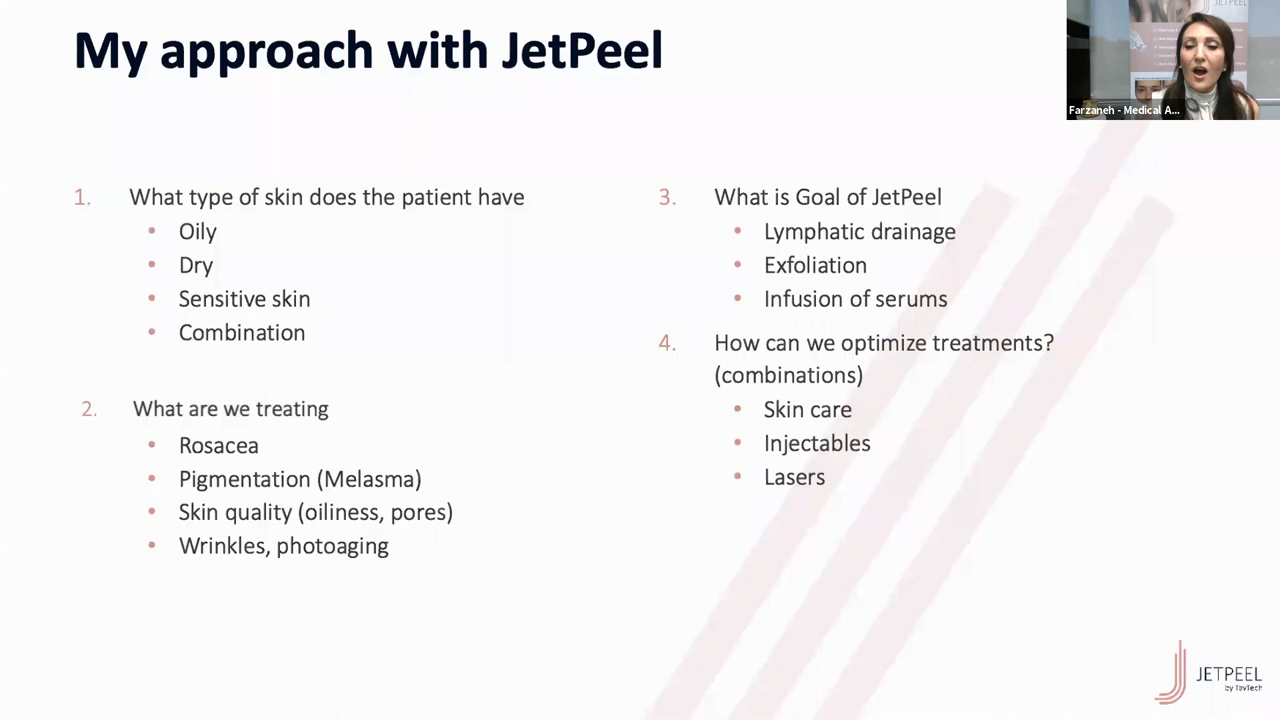 My approach with JetPeel
JETPEEL
Farzaneh - Medical A...
1. What type of skin does the patient have
• Oily
• Dry
• Sensitive skin
• Combination
2. What are we treating
• Rosacea
• Pigmentation (Melasma)
• Skin quality (oiliness, pores)
• Wrinkles, photoaging
3. What is Goal of JetPeel
• Lymphatic drainage
• Exfoliation
• Infusion of serums
4. How can we optimize treatments?
(combinations)
• Skin care
• Injectables
• Lasers
JETPEEL
by TavTech